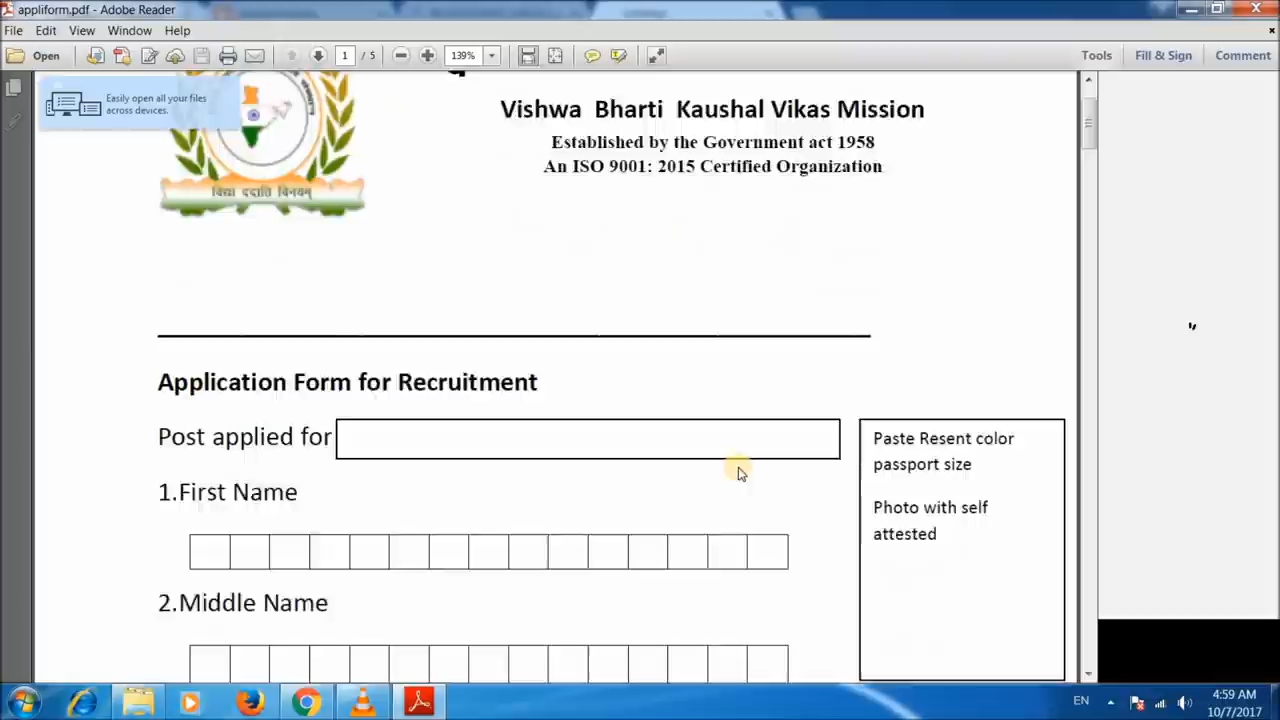 appliform.pdf - Adobe Reader
File Edit View Window Help
Open 1 / 5 139% Tools Fill & Sign Comment
Easily open all your files
across devices.
विद्या ददाति विनयम्
Vishwa Bharti Kaushal Vikas Mission
Established by the Government act 1958
An ISO 9001: 2015 Certified Organization
Application Form for Recruitment
Post applied for
Paste Resent color
passport size
Photo with self
attested
1.First Name
2.Middle Name
EN
4:59 AM
10/7/2017